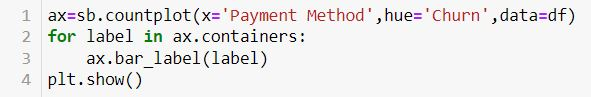 1 ax=sb.countplot(x='Payment Method',hue='Churn',data=df)
2 for label in ax.containers:
3     ax.bar_label(label)
4 plt.show()